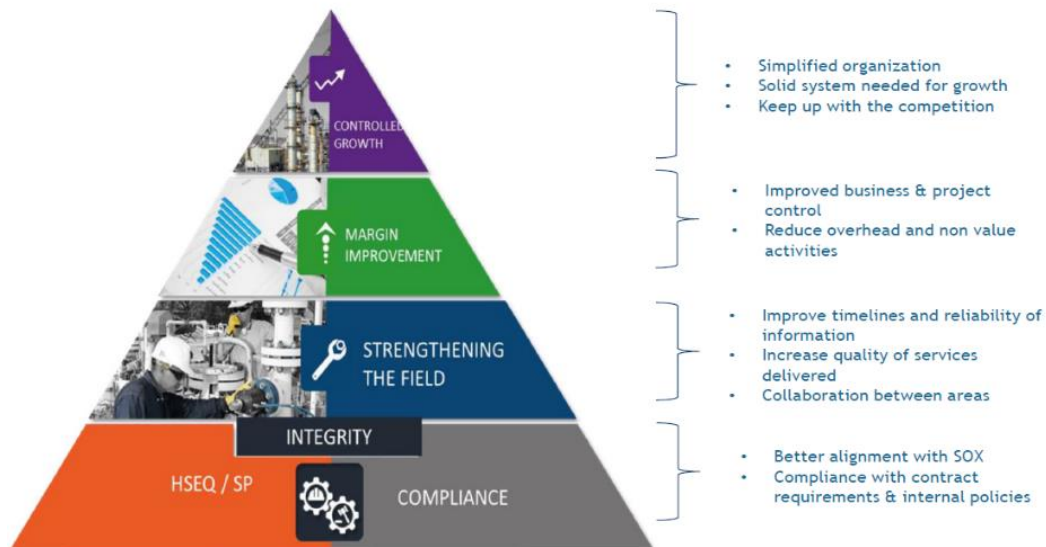 CONTROLLED
GROWTH
• Simplified organization
• Solid system needed for growth
• Keep up with the competition
MARGIN
IMPROVEMENT
• Improved business & project
control
• Reduce overhead and non value
activities
STRENGTHENING
THE FIELD
• Improve timelines and reliability of
information
• Increase quality of services
delivered
• Collaboration between areas
INTEGRITY
HSEQ / SP
COMPLIANCE
• Better alignment with SOX
• Compliance with contract
requirements & internal policies